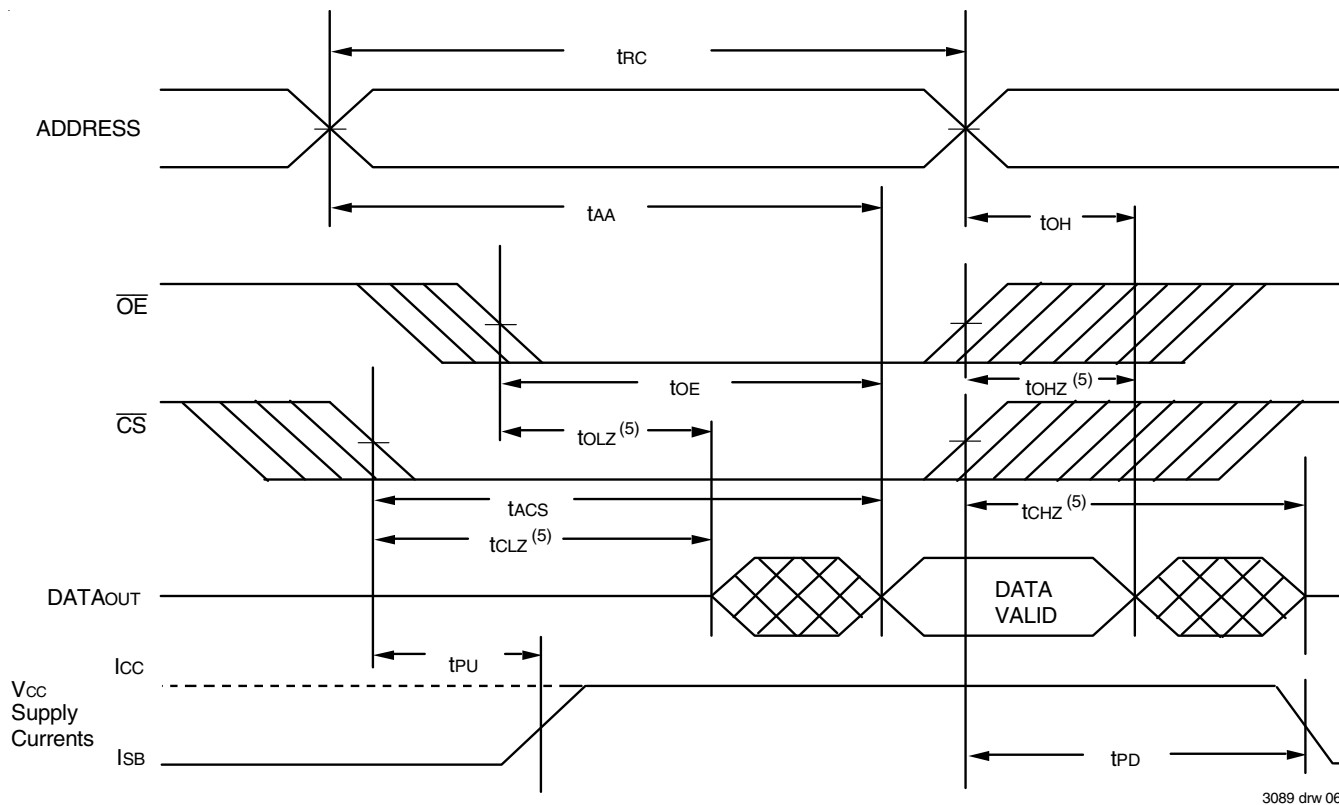 tRC
ADDRESS
tAA
tOH
OE
tOE
tOHZ (5)
CS
tOLZ (5)
tACS
tCHZ (5)
tCLZ (5)
DATAOUT
DATA
VALID
ICC
tPU
VCC
Supply
Currents
ISB
tPD
3089 drw 06